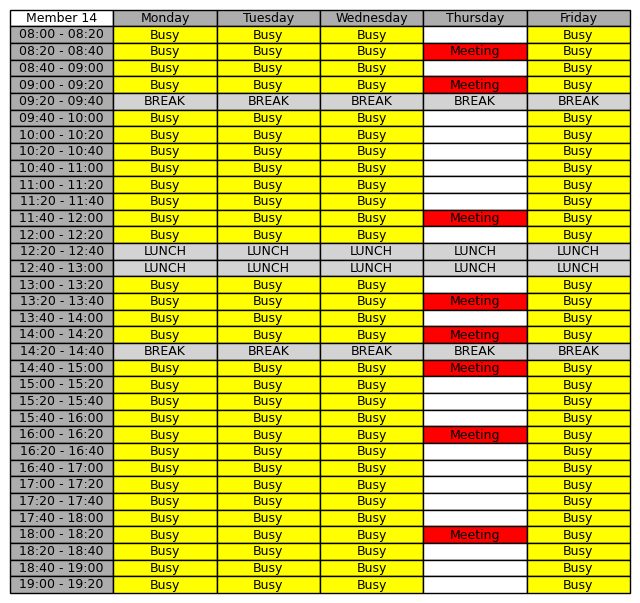 Member 14 Monday Tuesday Wednesday Thursday Friday
08:00 - 08:20 Busy Busy Busy Busy
08:20 - 08:40 Busy Busy Busy Meeting Busy
08:40 - 09:00 Busy Busy Busy Busy
09:00 - 09:20 Busy Busy Busy Meeting Busy
09:20 - 09:40 BREAK BREAK BREAK BREAK BREAK
09:40 - 10:00 Busy Busy Busy Busy
10:00 - 10:20 Busy Busy Busy Busy
10:20 - 10:40 Busy Busy Busy Busy
10:40 - 11:00 Busy Busy Busy Busy
11:00 - 11:20 Busy Busy Busy Busy
11:20 - 11:40 Busy Busy Busy Busy
11:40 - 12:00 Busy Busy Busy Meeting Busy
12:00 - 12:20 Busy Busy Busy Busy
12:20 - 12:40 LUNCH LUNCH LUNCH LUNCH LUNCH
12:40 - 13:00 LUNCH LUNCH LUNCH LUNCH LUNCH
13:00 - 13:20 Busy Busy Busy Busy
13:20 - 13:40 Busy Busy Busy Meeting Busy
13:40 - 14:00 Busy Busy Busy Busy
14:00 - 14:20 Busy Busy Busy Meeting Busy
14:20 - 14:40 BREAK BREAK BREAK BREAK BREAK
14:40 - 15:00 Busy Busy Busy Meeting Busy
15:00 - 15:20 Busy Busy Busy Busy
15:20 - 15:40 Busy Busy Busy Busy
15:40 - 16:00 Busy Busy Busy Busy
16:00 - 16:20 Busy Busy Busy Meeting Busy
16:20 - 16:40 Busy Busy Busy Busy
16:40 - 17:00 Busy Busy Busy Busy
17:00 - 17:20 Busy Busy Busy Busy
17:20 - 17:40 Busy Busy Busy Busy
17:40 - 18:00 Busy Busy Busy Busy
18:00 - 18:20 Busy Busy Busy Meeting Busy
18:20 - 18:40 Busy Busy Busy Busy
18:40 - 19:00 Busy Busy Busy Busy
19:00 - 19:20 Busy Busy Busy Busy